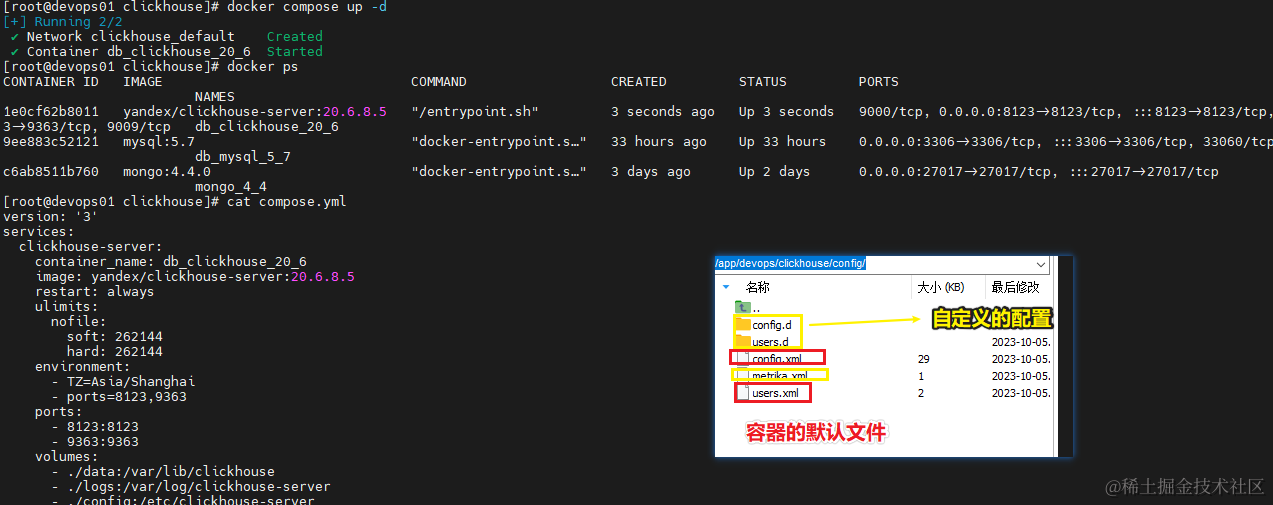 [root@devops01 clickhouse]# docker compose up -d
[+] Running 2/2
✔ Network clickhouse_default    Created
✔ Container db_clickhouse_20_6  Started
[root@devops01 clickhouse]# docker ps
CONTAINER ID   IMAGE   COMMAND   CREATED   STATUS   PORTS
NAMES
1e0cf62b8011   yandex/clickhouse-server:20.6.8.5   "/entrypoint.sh"   3 seconds ago   Up 3 seconds   9000/tcp, 0.0.0.0:8123->8123/tcp, :::8123->8123/tcp,
3->9363/tcp, 9009/tcp   db_clickhouse_20_6
9ee883c52121   mysql:5.7   "docker-entrypoint.s…"   33 hours ago   Up 33 hours   0.0.0.0:3306->3306/tcp, :::3306->3306/tcp, 33060/tcp
db_mysql_5_7
c6ab8511b760   mongo:4.4.0   "docker-entrypoint.s…"   3 days ago   Up 2 days   0.0.0.0:27017->27017/tcp, :::27017->27017/tcp
mongo_4_4
[root@devops01 clickhouse]# cat compose.yml
version: '3'
services:
  clickhouse-server:
    container_name: db_clickhouse_20_6
    image: yandex/clickhouse-server:20.6.8.5
    restart: always
    ulimits:
      nofile:
        soft: 262144
        hard: 262144
    environment:
      - TZ=Asia/Shanghai
      - ports=8123,9363
    ports:
      - 8123:8123
      - 9363:9363
    volumes:
      - ./data:/var/lib/clickhouse
      - ./logs:/var/log/clickhouse-server
      - ./config:/etc/clickhouse-server
/app/devops/clickhouse/config/
名称   大小 (KB)   最后修改
..
config.d
自定义的配置
users.d   2023-10-05.
config.xml   29   2023-10-05.
metrika.xml   1   2023-10-05.
users.xml   2   2023-10-05.
容器的默认文件
@稀土掘金技术社区